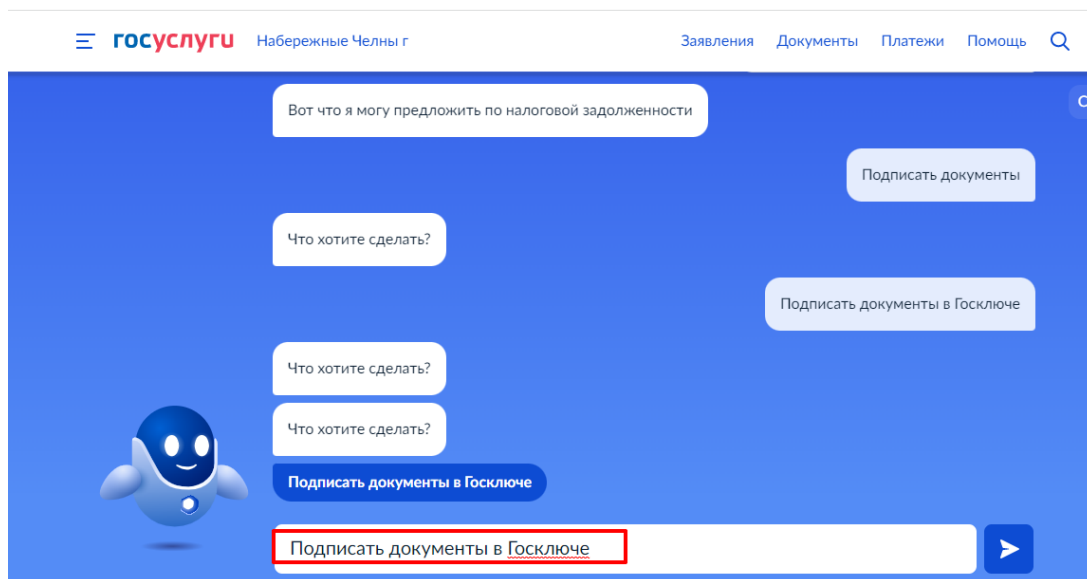 госуслуги Набережные Челны г Заявления Документы Платежи Помощь
Вот что я могу предложить по налоговой задолженности
Подписать документы
Что хотите сделать?
Подписать документы в Госключе
Что хотите сделать?
Что хотите сделать?
Подписать документы в Госключе
Подписать документы в Госключе